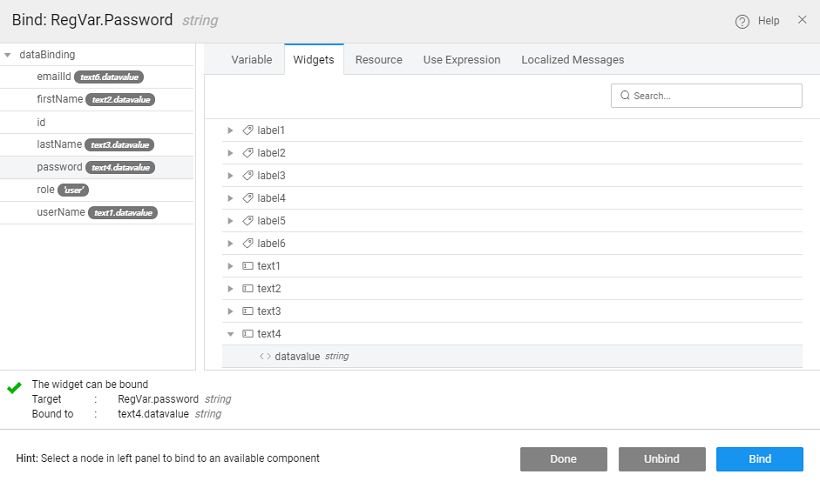 Bind: RegVar.Password string
Help
dataBinding
emailId text6.datavalue
firstName text2.datavalue
id
lastName text3.datavalue
password text4.datavalue
role 'user'
userName text1.datavalue
Variable Widgets Resource Use Expression Localized Messages
Search...
label1
label2
label3
label4
label5
label6
text1
text2
text3
text4
datavalue string
The widget can be bound
Target : RegVar.password string
Bound to : text4.datavalue string
Hint: Select a node in left panel to bind to an available component
Done Unbind Bind